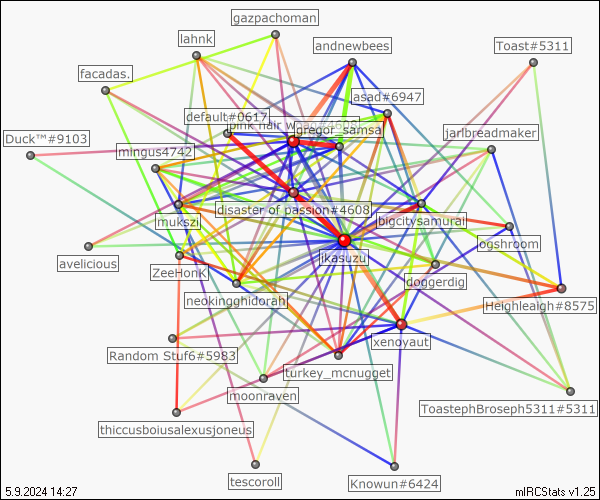 gazpachoman
lahnk
andnewbees
Toast#5311
facadas.
asad#6947
default#0617
pink hair
gregor_samsa
jarlbreadmaker
Duck™#9103
mingus4742
mukszi
disaster of passion#4608
bigcitysamurai
ogshroom
avelicious
jkasuzu
ZeeHonK
doggerdig
neokingghidorah
Heighleaigh#8575
xenoyaut
Random Stuf6#5983
turkey_mcnugget
moonraven
ToastephBroseph5311#5311
thiccusboiusalexusjoneus
tescoroll
Knowun#6424
5.9.2024 14:27
mIRCStats v1.25